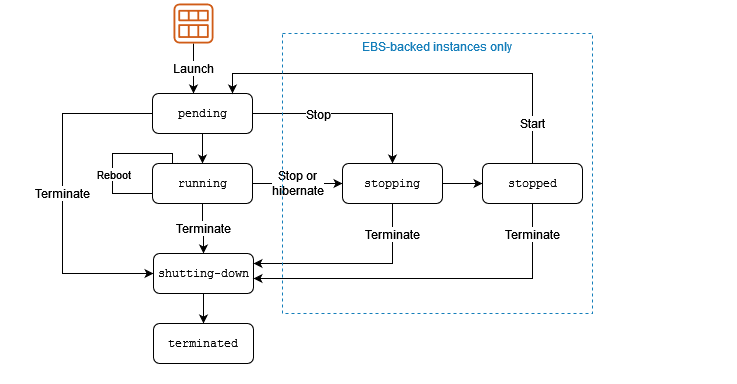 EBS-backed instances only
Launch
pending
Stop
Start
Reboot
running
Stop or
hibernate
stopping
stopped
Terminate
Terminate
Terminate
Terminate
shutting-down
terminated